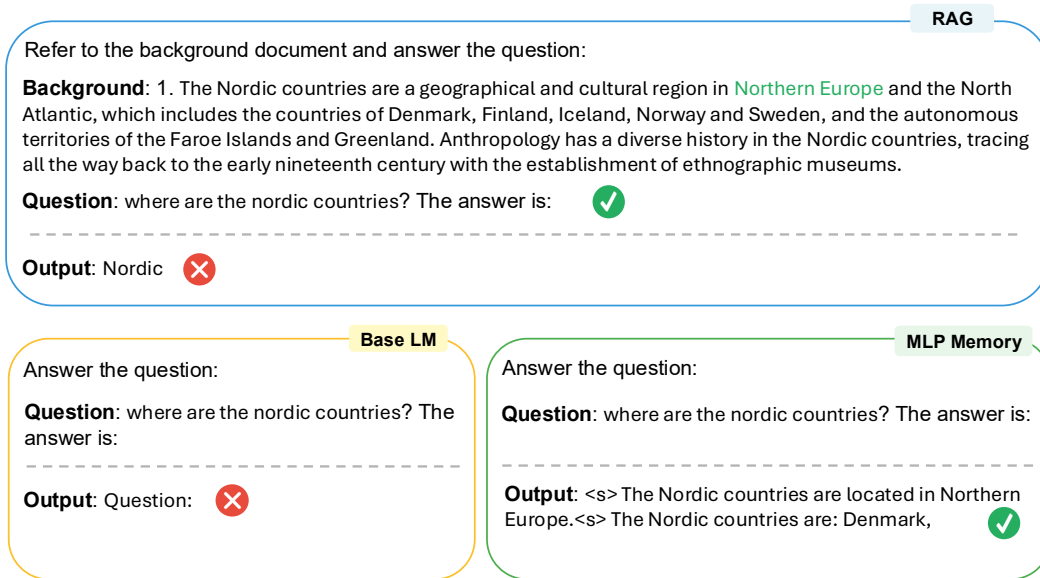 RAG
Refer to the background document and answer the question:
Background: 1. The Nordic countries are a geographical and cultural region in Northern Europe and the North
Atlantic, which includes the countries of Denmark, Finland, Iceland, Norway and Sweden, and the autonomous
territories of the Faroe Islands and Greenland. Anthropology has a diverse history in the Nordic countries, tracing
all the way back to the early nineteenth century with the establishment of ethnographic museums.
Question: where are the nordic countries? The answer is:
Output: Nordic
Base LM
Answer the question:
Question: where are the nordic countries? The
answer is:
Output: Question:
MLP Memory
Answer the question:
Question: where are the nordic countries? The answer is:
Output: <s> The Nordic countries are located in Northern
Europe.<s> The Nordic countries are: Denmark,